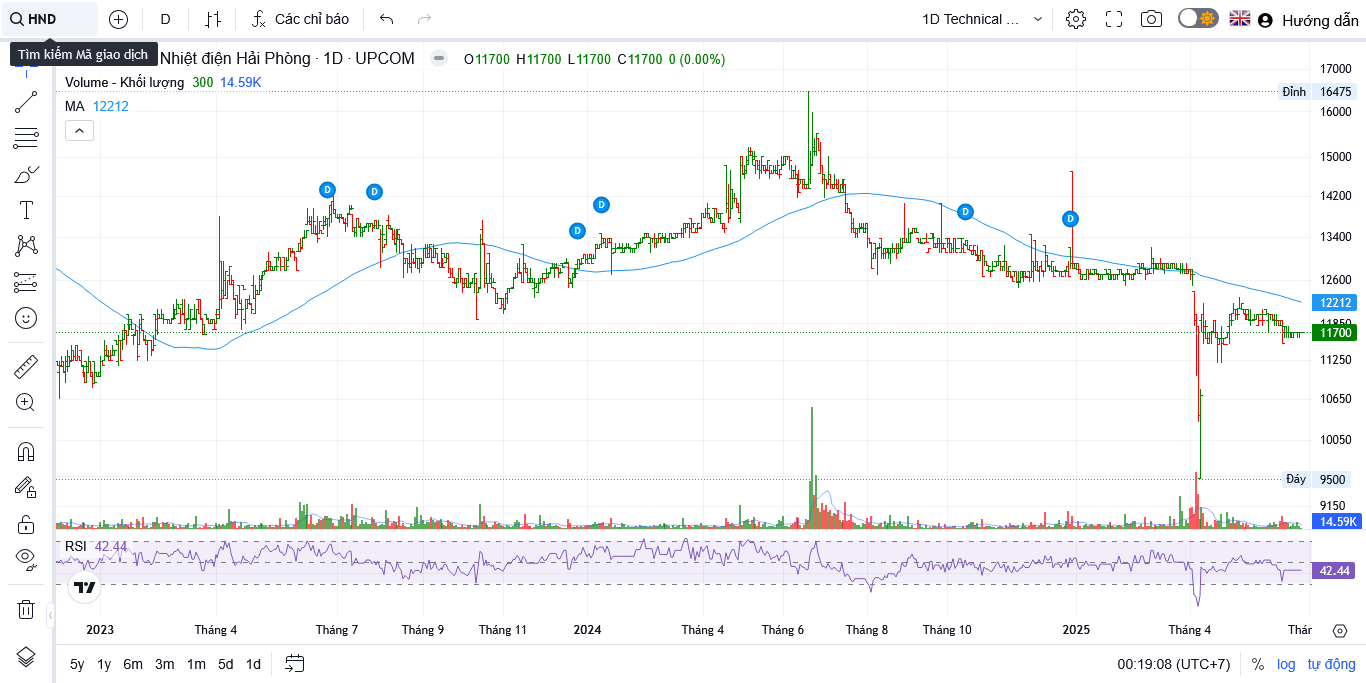 HND
D
Các chỉ báo
1D Technical ...
Hướng dẫn
Tìm kiếm Mã giao dịch
Nhiệt điện Hải Phòng · 1D · UPCOM
O11700 H11700 L11700 C11700 0 (0.00%)
Volume - Khối lượng 300 14.59K
MA 12212
17000
Đỉnh 16475
16000
15000
14200
13400
12600
12212
11850
11700
11250
10650
10050
Đáy 9500
9150
14.59K
D
D
D
D
D
D
RSI 42.44
42.44
2023
Tháng 4
Tháng 7
Tháng 9
Tháng 11
2024
Tháng 4
Tháng 6
Tháng 8
Tháng 10
2025
Tháng 4
Thár
5y 1y 6m 3m 1m 5d 1d
00:19:08 (UTC+7)
% log tự động